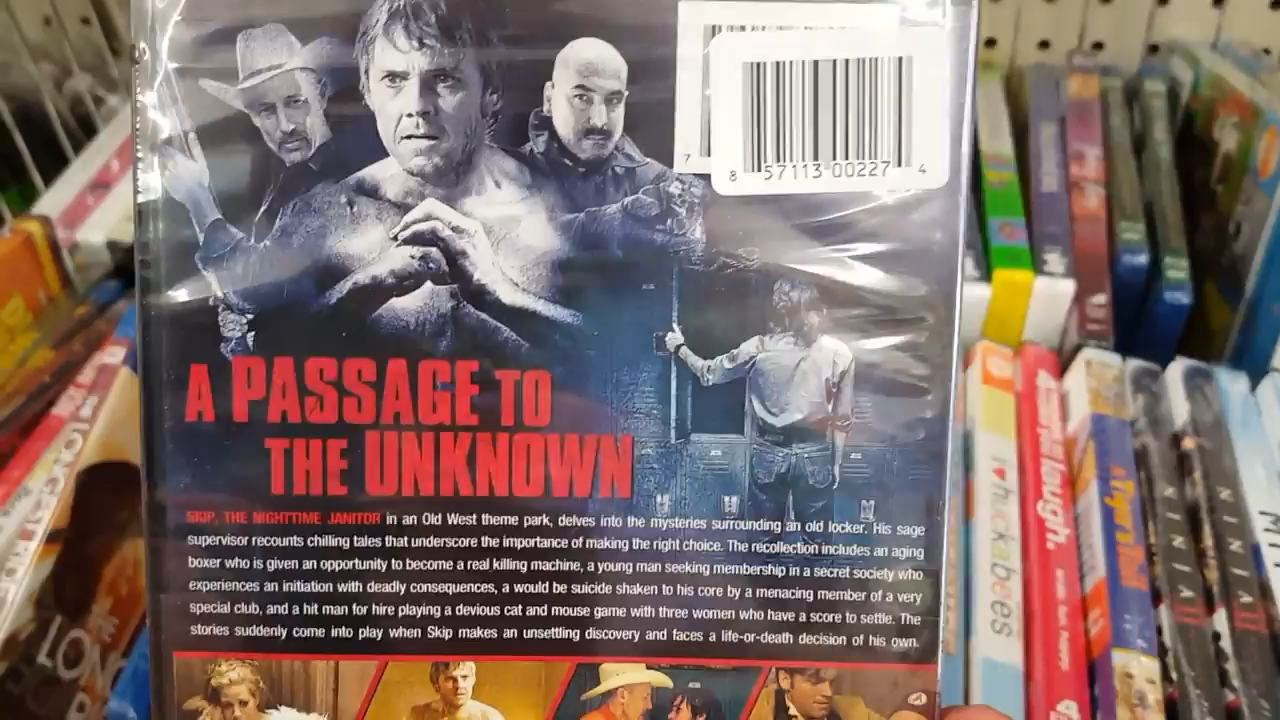 7
8 57113 00227 4
A PASSAGE TO
THE UNKNOWN
SKIP, THE NIGHTTIME JANITOR in an Old West theme park, delves into the mysteries surrounding an old locker. His sage
supervisor recounts chilling tales that underscore the importance of making the right choice. The recollection includes an aging
boxer who is given an opportunity to become a real killing machine, a young man seeking membership in a secret society who
experiences an initiation with deadly consequences, a would be suicide shaken to his core by a menacing member of a very
special club, and a hit man for hire playing a devious cat and mouse game with three women who have a score to settle. The
stories suddenly come into play when Skip makes an unsettling discovery and faces a life-or-death decision of his own.
THE LONGEST
LONG
I ♥ huckabees
laugh.
NINJA
NINJA